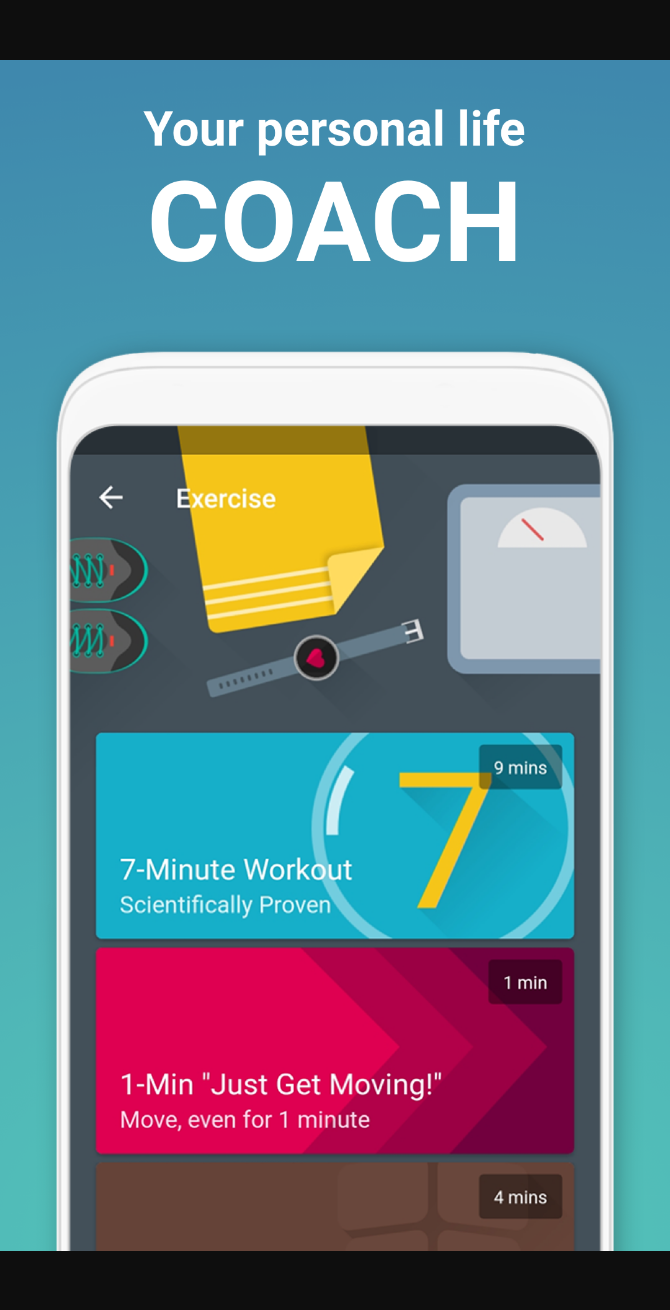 Your personal life
COACH
Exercise
9 mins
7
7-Minute Workout
Scientifically Proven
1 min
1-Min "Just Get Moving!"
Move, even for 1 minute
4 mins